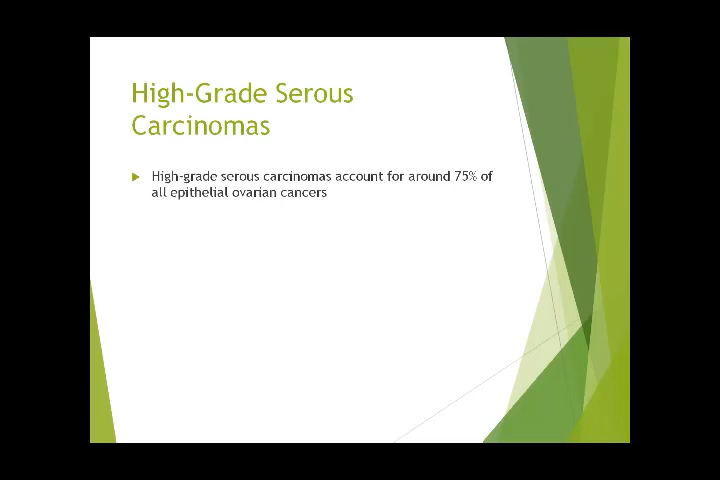 High-Grade Serous
Carcinomas
High-grade serous carcinomas account for around 75% of
all epithelial ovarian cancers